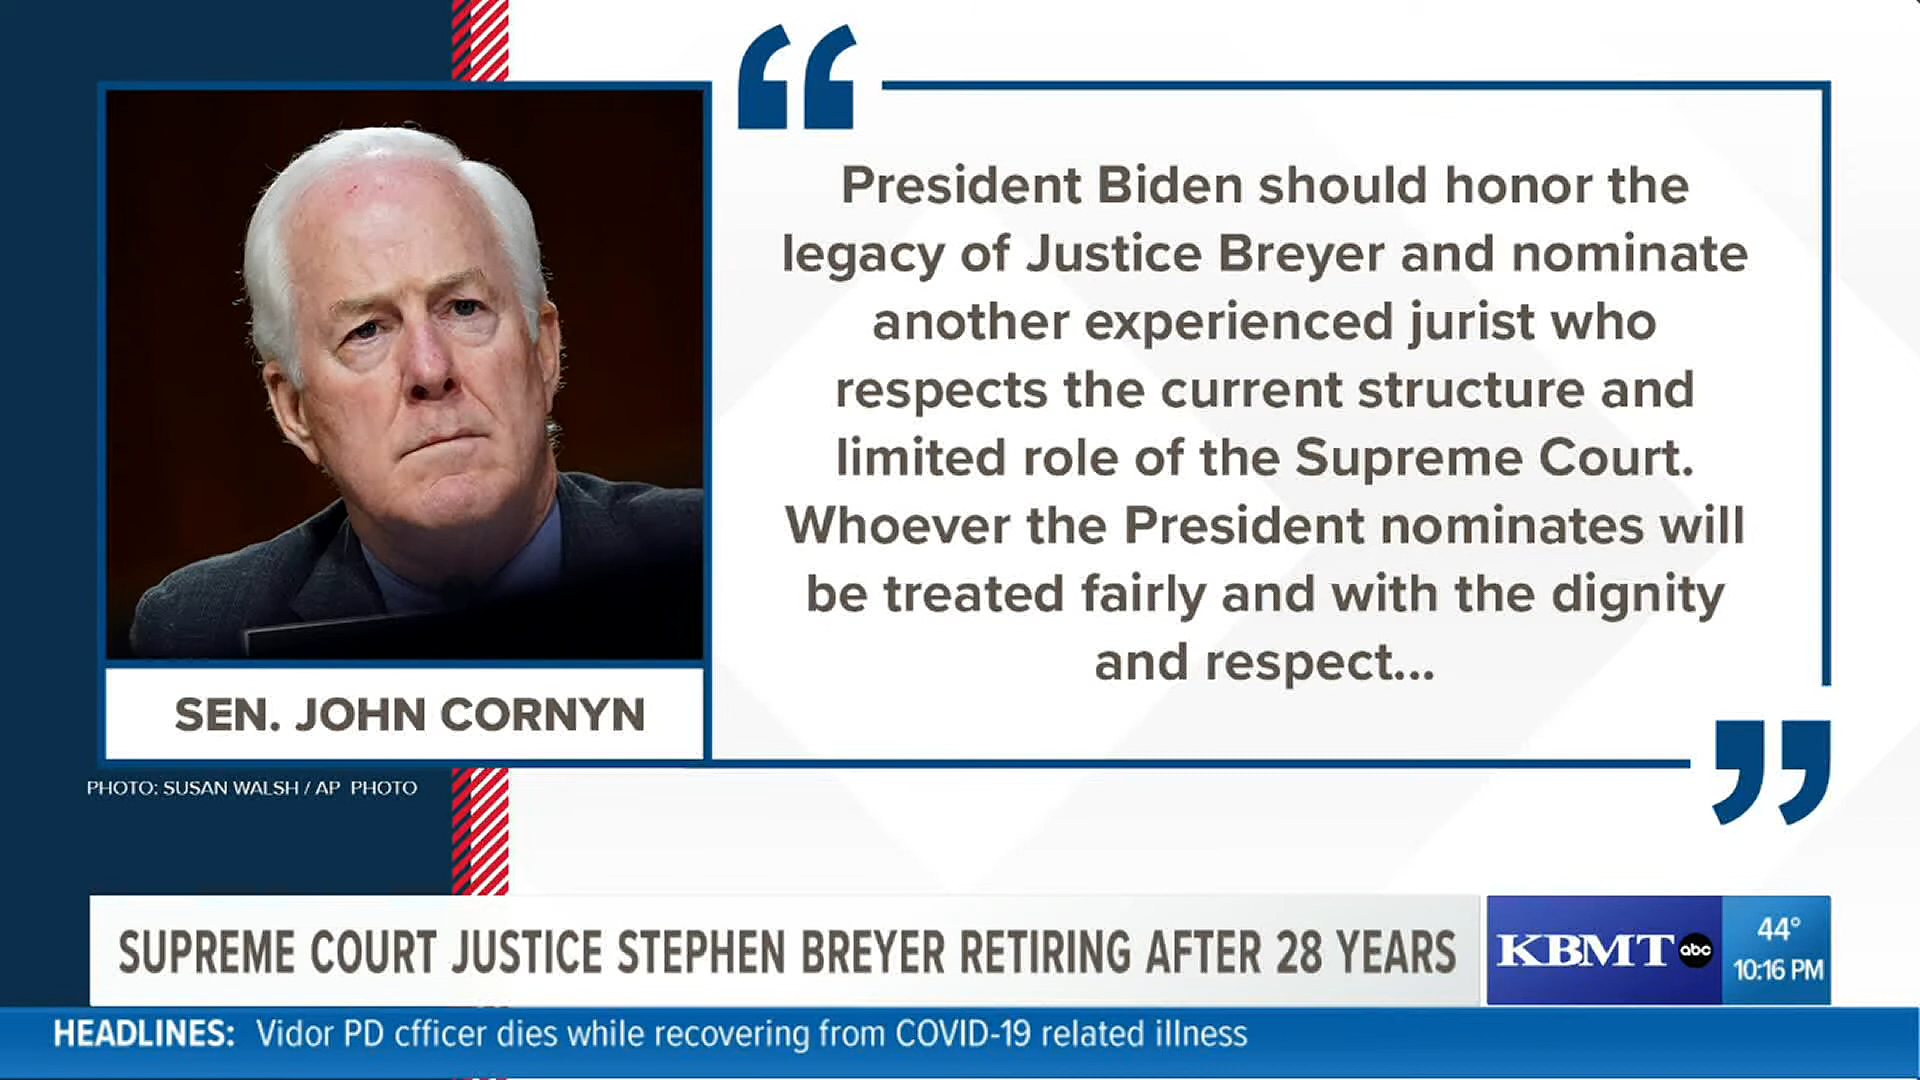 President Biden should honor the
legacy of Justice Breyer and nominate
another experienced jurist who
respects the current structure and
limited role of the Supreme Court.
Whoever the President nominates will
be treated fairly and with the dignity
and respect...
SEN. JOHN CORNYN
PHOTO: SUSAN WALSH / AP PHOTO
SUPREME COURT JUSTICE STEPHEN BREYER RETIRING AFTER 28 YEARS
KBMT abc
44°
10:16 PM
HEADLINES: Vidor PD cfficer dies while recovering from COVID-19 related illness